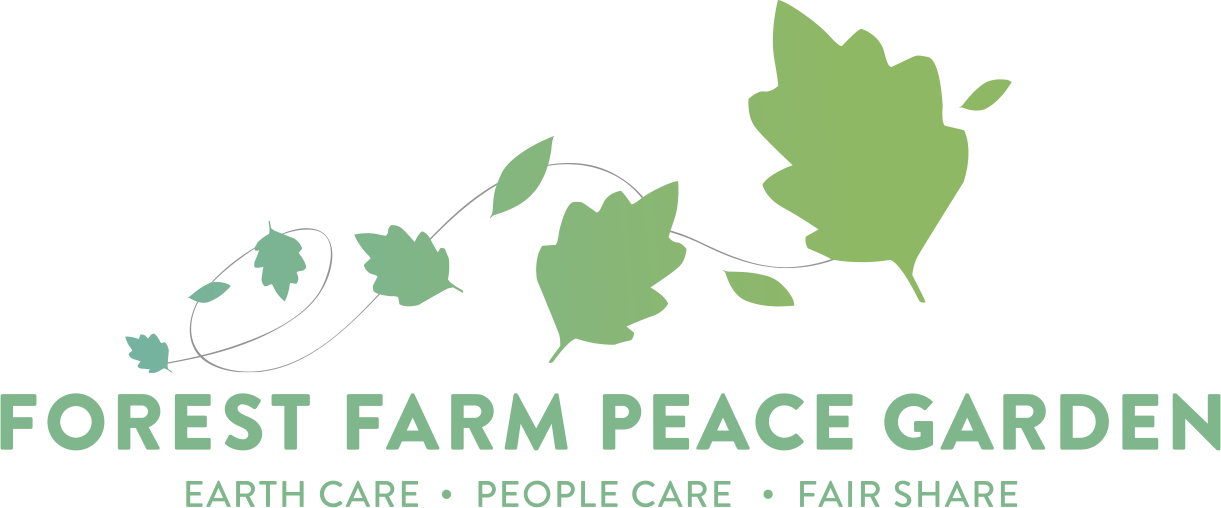 FOREST FARM PEACE GARDEN
EARTH CARE • PEOPLE CARE • FAIR SHARE